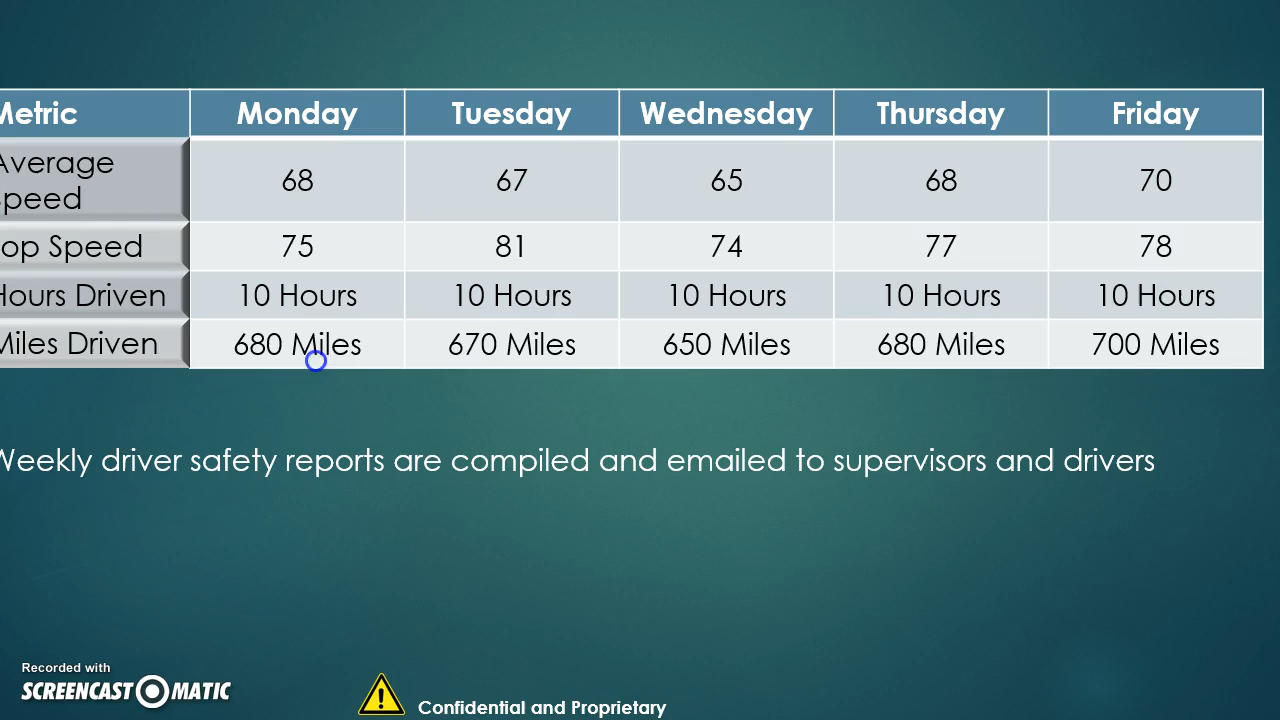 Metric Monday Tuesday Wednesday Thursday Friday
Average
Speed 68 67 65 68 70
Top Speed 75 81 74 77 78
Hours Driven 10 Hours 10 Hours 10 Hours 10 Hours 10 Hours
Miles Driven 680 Miles 670 Miles 650 Miles 680 Miles 700 Miles
Weekly driver safety reports are compiled and emailed to supervisors and drivers
Recorded with
SCREENCAST MATIC
Confidential and Proprietary